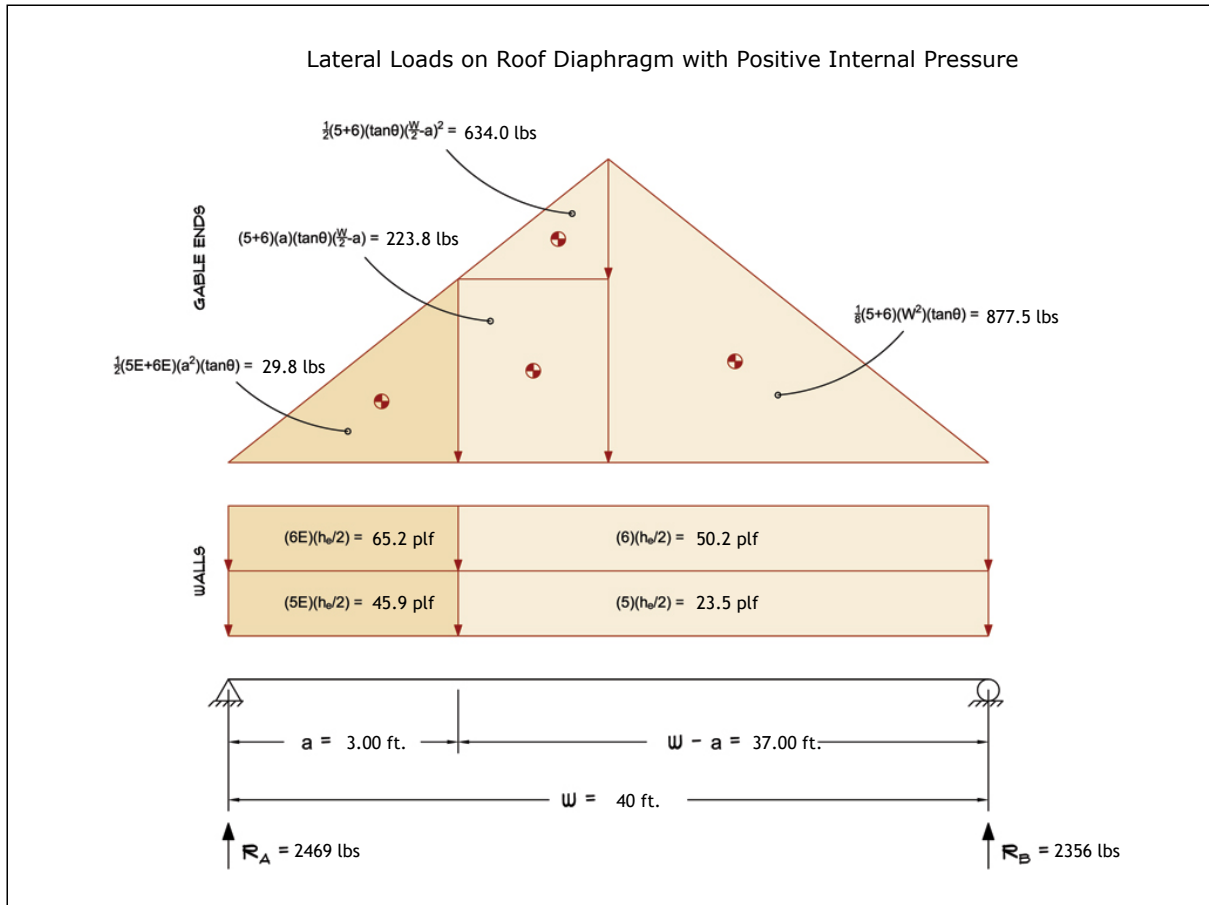 Lateral Loads on Roof Diaphragm with Positive Internal Pressure
½(5+6)(tanθ)(W/2-a)² = 634.0 lbs
GABLE ENDS
(5+6)(a)(tanθ)(W/2-a) = 223.8 lbs
⅛(5+6)(W²)(tanθ) = 877.5 lbs
½(5E+6E)(a²)(tanθ) = 29.8 lbs
WALLS
(6E)(hₑ/2) = 65.2 plf
(6)(hₑ/2) = 50.2 plf
(5E)(hₑ/2) = 45.9 plf
(5)(hₑ/2) = 23.5 plf
a = 3.00 ft.
W - a = 37.00 ft.
W = 40 ft.
R_A = 2469 lbs
R_B = 2356 lbs